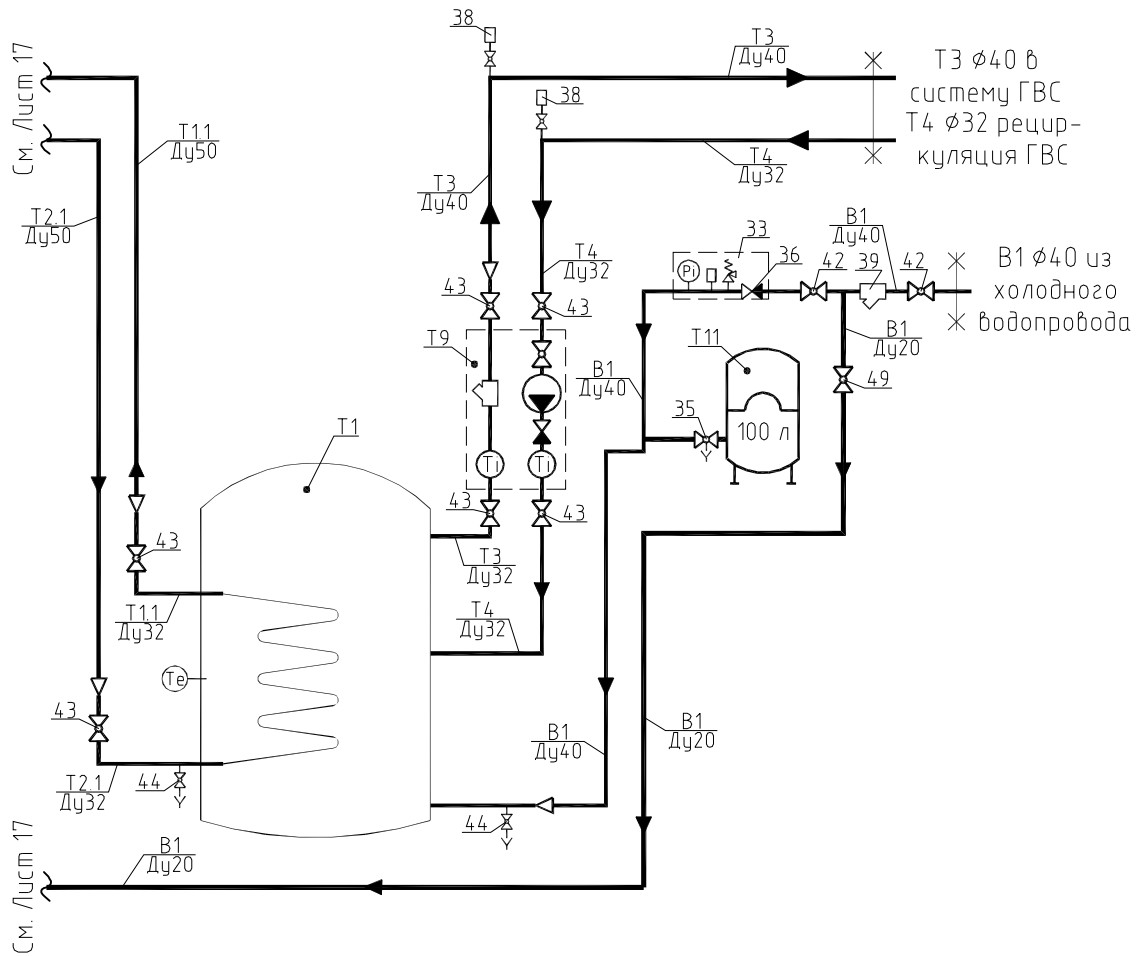 38
Т3
Ду40
Т3 ⌀40 в
систему ГВС
Т4 ⌀32 рецир-
куляция ГВС
См. Лист 17
38
Т1.1
Ду50
Т4
Ду32
Т3
Ду40
Т2.1
Ду50
Т4
Ду32
33
36
Pi
42
В1
Ду40
39
42
В1 ⌀40 из
холодного
водопровода
43
43
Т9
В1
Ду20
Т11
49
В1
Ду40
35
100 л
Т1
Ti
Ti
43
43
43
Т3
Ду32
Т1.1
Ду32
Т4
Ду32
Te
43
В1
Ду40
В1
Ду20
Т2.1
Ду32
44
44
В1
Ду20
См. Лист 17